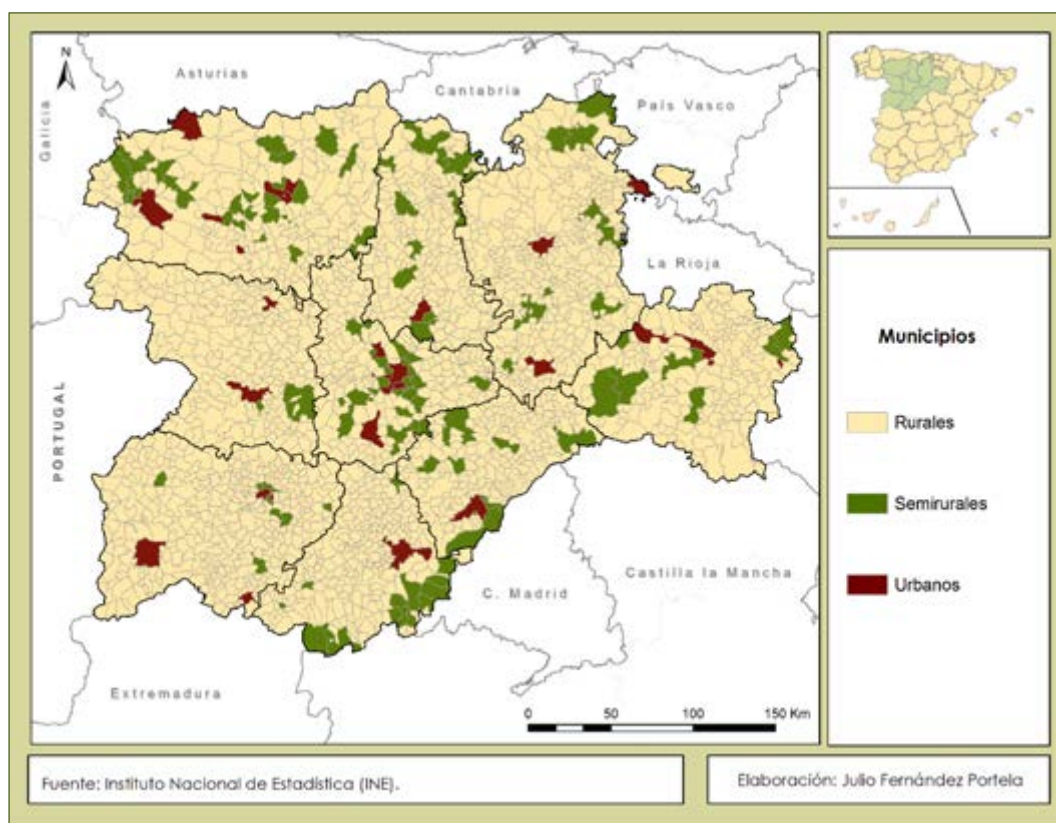 N
Asturias
Cantabria
País Vasco
Galicia
La Rioja
PORTUGAL
Castilla la Mancha
C. Madrid
Extremadura
0 50 100 150 Km
Municipios
Rurales
Semirurales
Urbanos
Fuente: Instituto Nacional de Estadística (INE).
Elaboración: Julio Fernández Portela